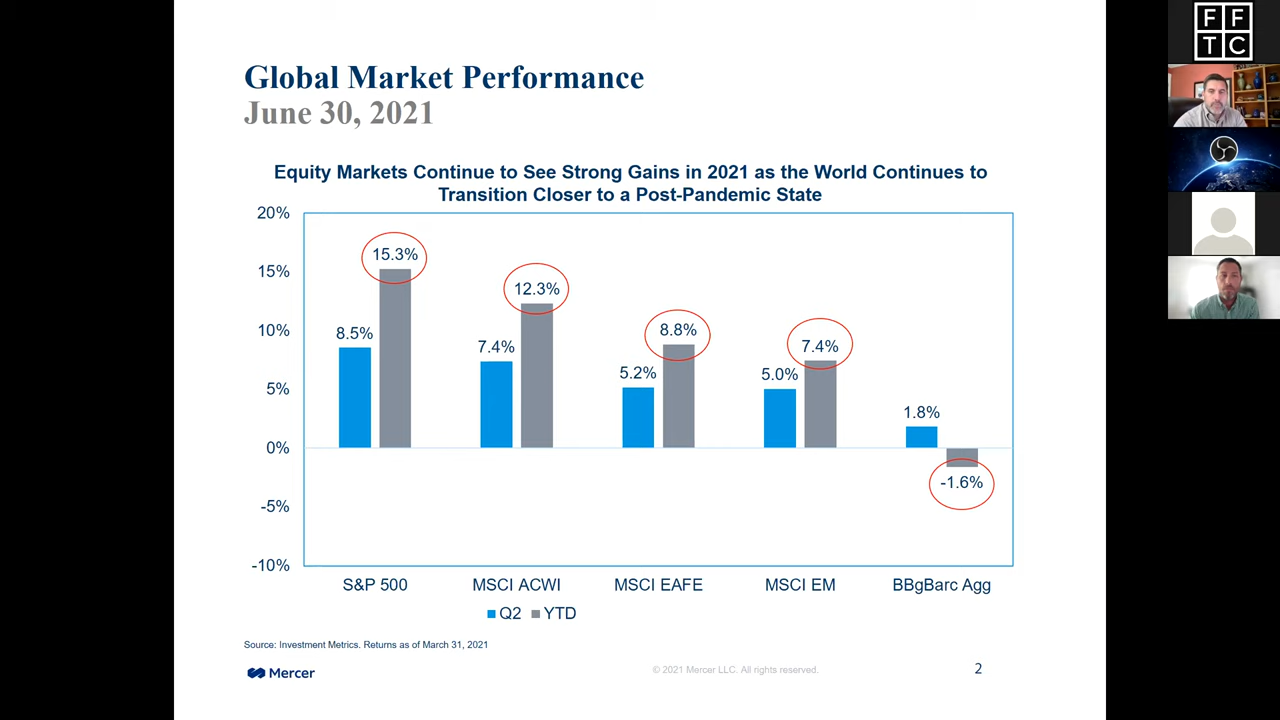 Global Market Performance
June 30, 2021
Equity Markets Continue to See Strong Gains in 2021 as the World Continues to
Transition Closer to a Post-Pandemic State
20%
15%
10%
5%
0%
-5%
-10%
8.5%
15.3%
7.4%
12.3%
5.2%
8.8%
5.0%
7.4%
1.8%
-1.6%
S&P 500
MSCI ACWI
MSCI EAFE
MSCI EM
BBgBarc Agg
Q2
YTD
Source: Investment Metrics. Returns as of March 31, 2021
Mercer
© 2021 Mercer LLC. All rights reserved.
2
F F
T C